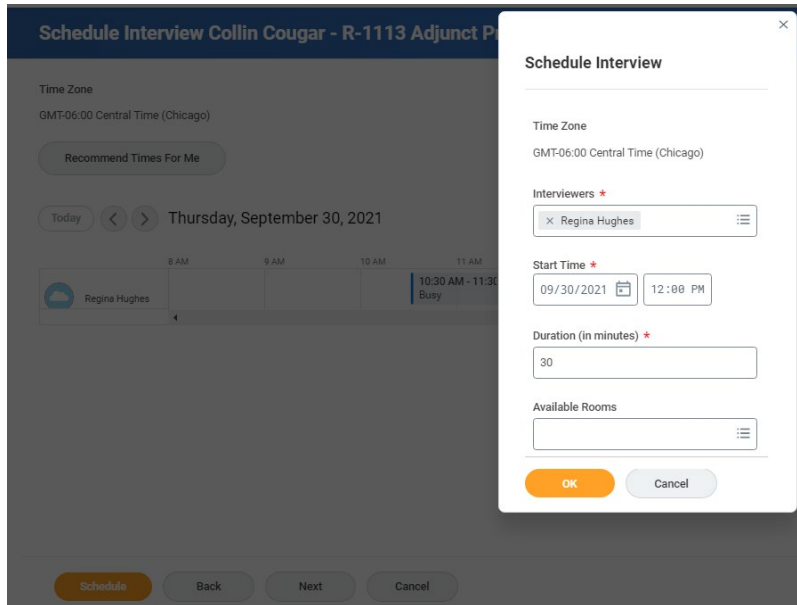 Schedule Interview Collin Cougar - R-1113 Adjunct P
Time Zone
GMT-06:00 Central Time (Chicago)
Recommend Times For Me
Today
Thursday, September 30, 2021
8 AM 9 AM 10 AM 11 AM
10:30 AM - 11:30
Busy
Regina Hughes
Schedule Back Next Cancel
Schedule Interview
Time Zone
GMT-06:00 Central Time (Chicago)
Interviewers *
× Regina Hughes
Start Time *
09/30/2021 12:00 PM
Duration (in minutes) *
30
Available Rooms
OK Cancel